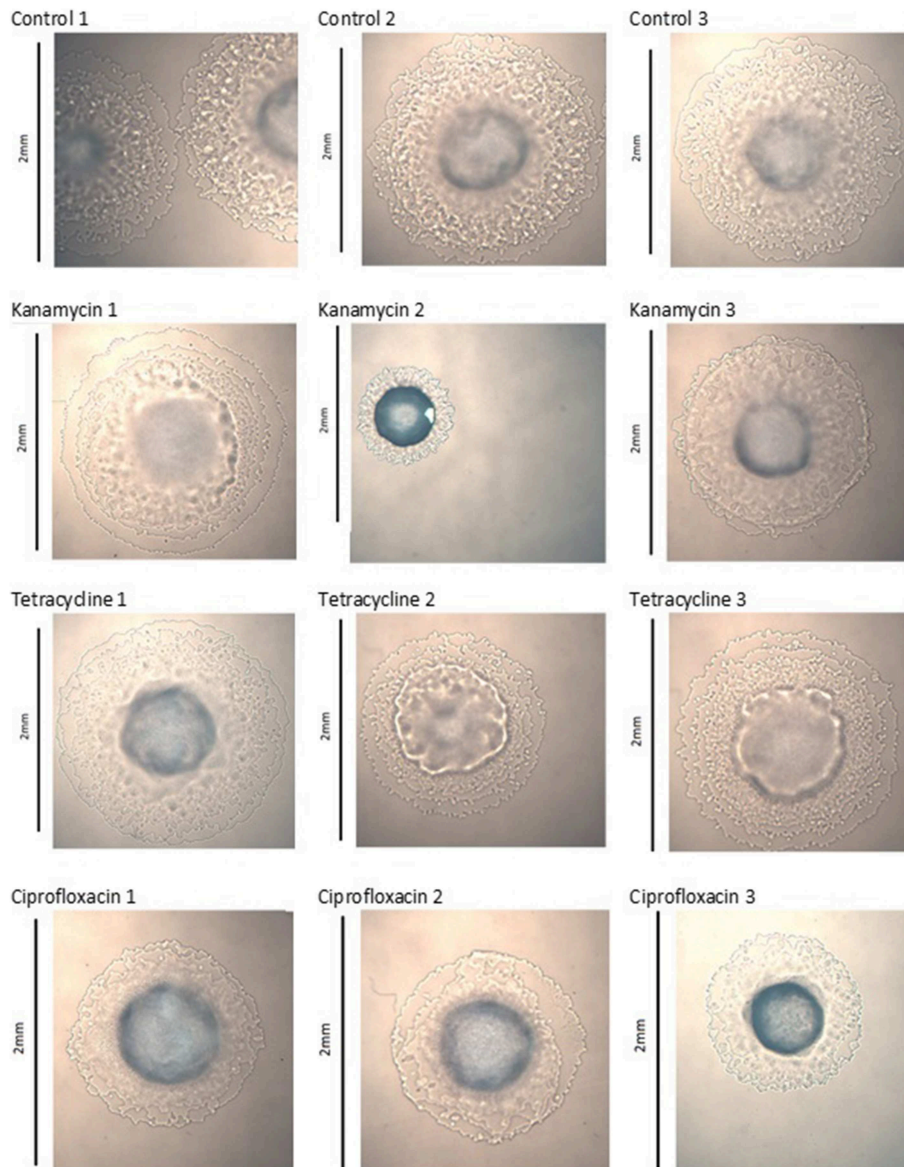 Control 1
Control 2
Control 3
2mm
2mm
2mm
Kanamycin 1
Kanamycin 2
Kanamycin 3
2mm
2mm
2mm
Tetracycline 1
Tetracycline 2
Tetracycline 3
2mm
2mm
2mm
Ciprofloxacin 1
Ciprofloxacin 2
Ciprofloxacin 3
2mm
2mm
2mm